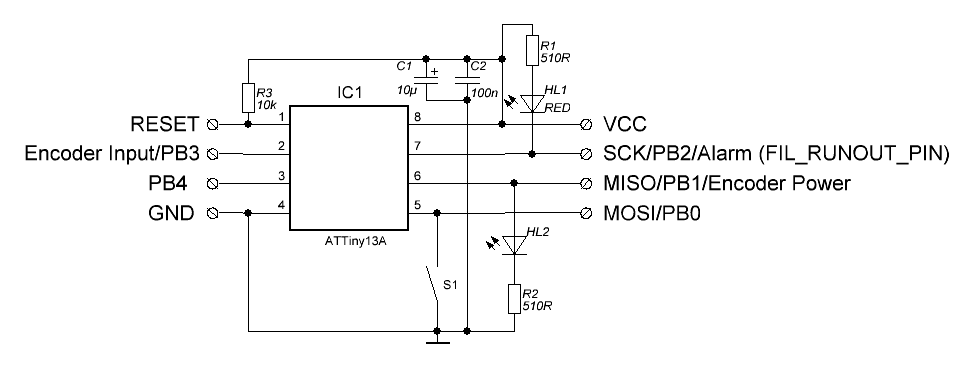 R1
510R
C1
+
C2
10µ
100n
HL1
RED
R3
10k
IC1
RESET
1
8
VCC
Encoder Input/PB3
2
7
SCK/PB2/Alarm (FIL_RUNOUT_PIN)
PB4
3
6
MISO/PB1/Encoder Power
GND
4
5
MOSI/PB0
ATTiny13A
HL2
S1
R2
510R